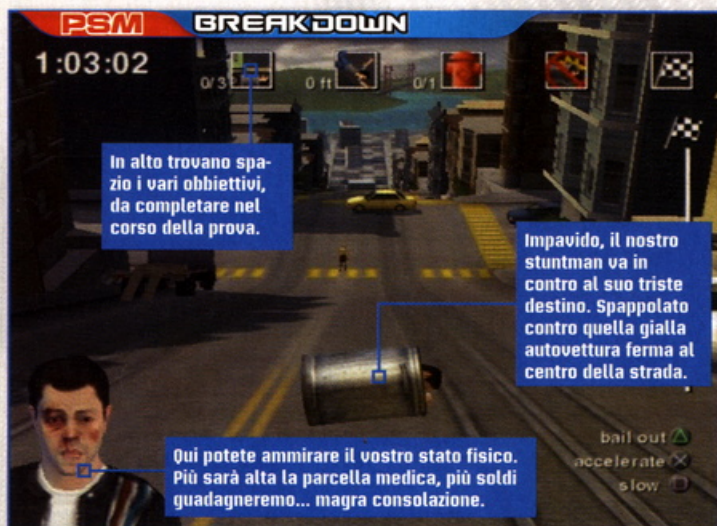 PSM BREAKDOWN
1:03:02
0/3
0 ft
0/1
In alto trovano spa-
zio i vari obbiettivi,
da completare nel
corso della prova.
Impavido, il nostro
stuntman va in
contro al suo triste
destino. Spappolato
contro quella gialla
autovettura ferma al
centro della strada.
Qui potete ammirare il vostro stato fisico.
Più sarà alta la parcella medica, più soldi
guadagneremo... magra consolazione.
bail out
accelerate
slow